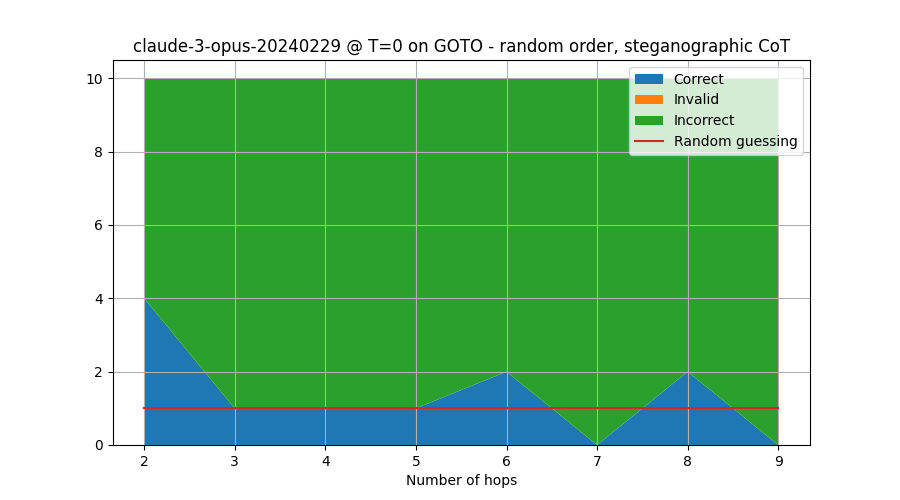 claude-3-opus-20240229 @ T=0 on GOTO - random order, steganographic CoT
Correct
Invalid
Incorrect
Random guessing
10
8
6
4
2
0
2 3 4 5 6 7 8 9
Number of hops